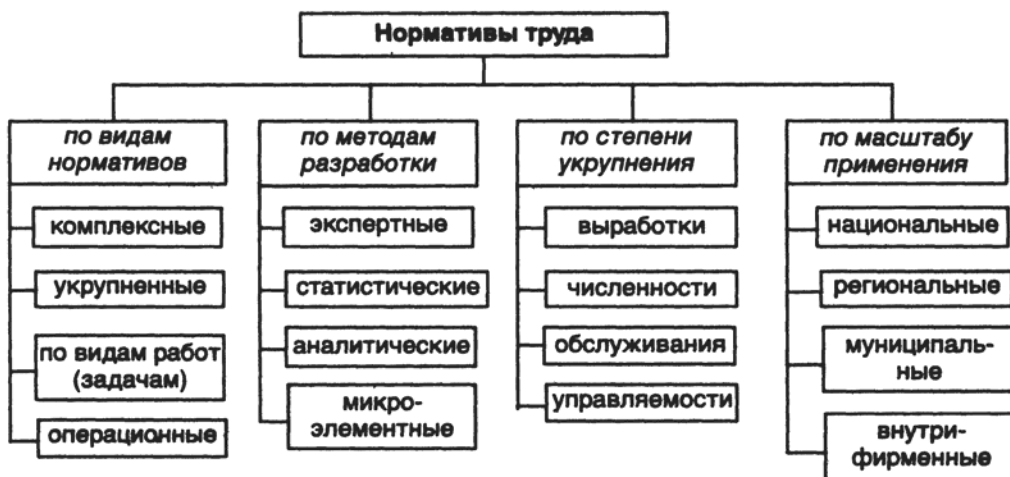 Нормативы труда
по видам
нормативов
комплексные
укрупненные
по видам работ
(задачам)
операционные
по методам
разработки
экспертные
статистические
аналитические
микро-
элементные
по степени
укрупнения
выработки
численности
обслуживания
управляемости
по масштабу
применения
национальные
региональные
муниципаль-
ные
внутри-
фирменные